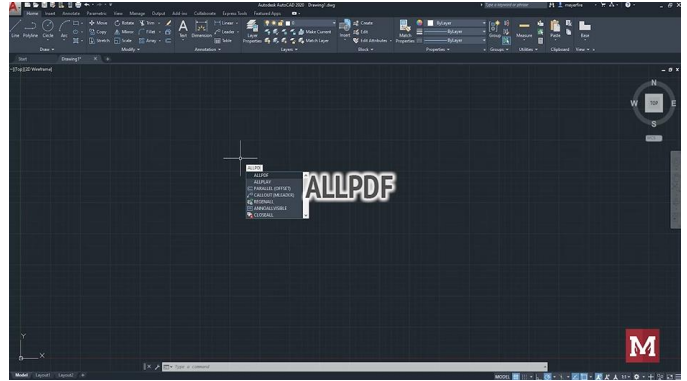 Autodesk AutoCAD 2020 Drawing1.dwg
Home Insert Annotate Parametric View Manage Output Add-ins Collaborate Express Tools Featured Apps
Line Polyline Circle Arc
Move Rotate Trim
Copy Mirror Fillet
Stretch Scale Array
Text Dimension
Linear
Leader
Table
Layer Properties
Make Current
Match Layer
Insert
Create
Edit
Edit Attributes
Match Properties
ByLayer
ByLayer
ByLayer
Group
Measure
Paste
Base
Draw Modify Annotation Layers Block Properties Groups Utilities Clipboard View
Start Drawing1*
[-][Top][2D Wireframe]
N
W TOP E
S
ALLPDF
ALLPDF
ALLPLAY
PARALLEL (OFFSET)
CALLOUT (MLEADER)
REGENALL
ANNOALLVISIBLE
CLOSEALL
ALLPDF
Y
X
M
Type a command
Model Layout1 Layout2 +
MODEL